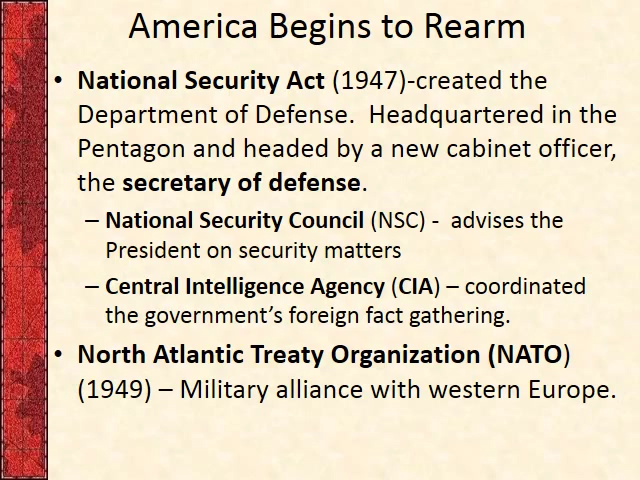 America Begins to Rearm
• National Security Act (1947)-created the
Department of Defense.  Headquartered in the
Pentagon and headed by a new cabinet officer,
the secretary of defense.
– National Security Council (NSC) -  advises the
President on security matters
– Central Intelligence Agency (CIA) – coordinated
the government’s foreign fact gathering.
• North Atlantic Treaty Organization (NATO)
(1949) – Military alliance with western Europe.